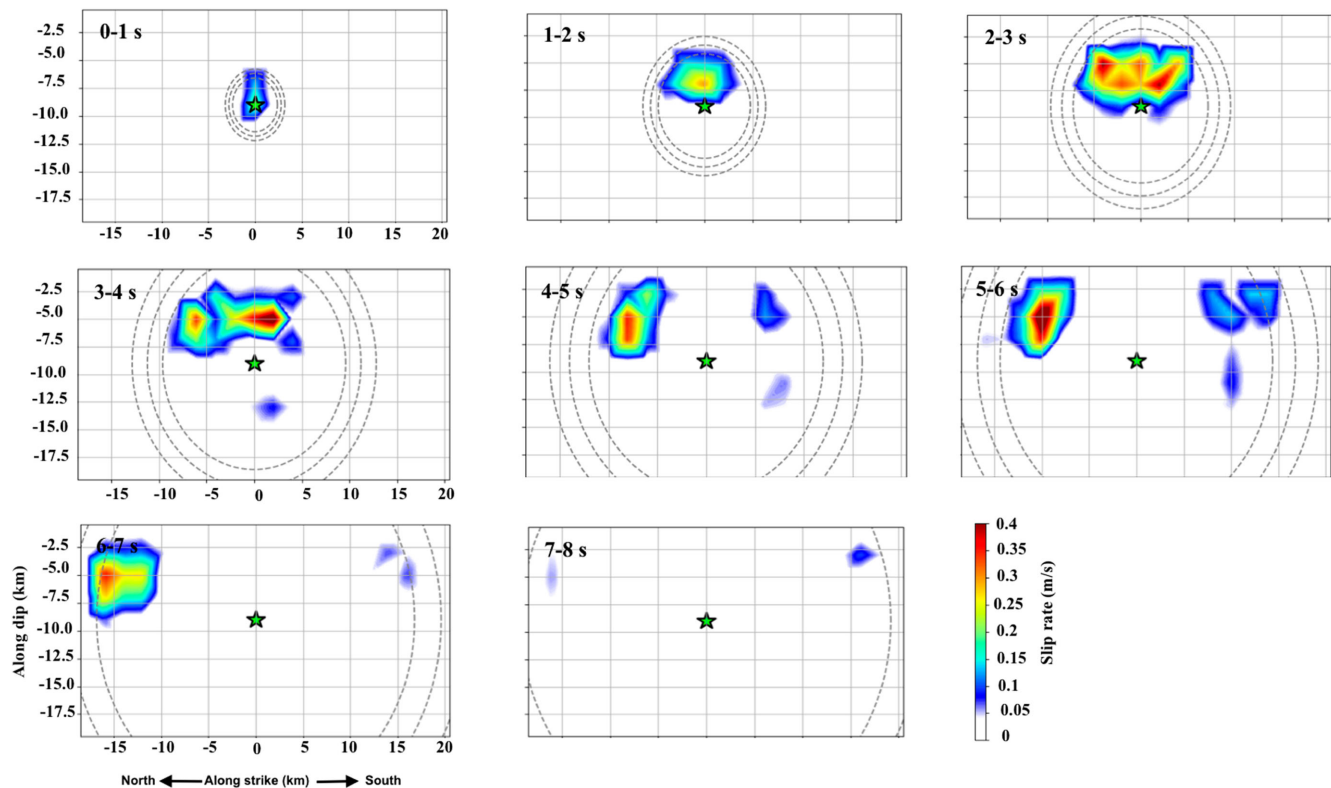 0-1 s
1-2 s
2-3 s
-2.5
-5.0
-7.5
-10.0
-12.5
-15.0
-17.5
-15 -10 -5 0 5 10 15 20
3-4 s
4-5 s
5-6 s
-2.5
-5.0
-7.5
-10.0
-12.5
-15.0
-17.5
-15 -10 -5 0 5 10 15 20
6-7 s
7-8 s
-2.5
-5.0
-7.5
-10.0
-12.5
-15.0
-17.5
Along dip (km)
-15 -10 -5 0 5 10 15 20
North Along strike (km) South
0.4
0.35
0.3
0.25
0.2
0.15
0.1
0.05
0
Slip rate (m/s)